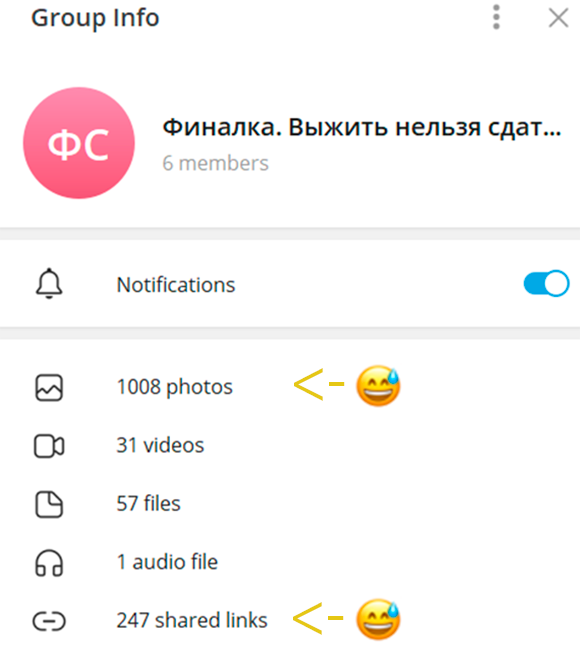 Group Info
ФС
Финалка. Выжить нельзя сдат...
6 members
Notifications
1008 photos
31 videos
57 files
1 audio file
247 shared links